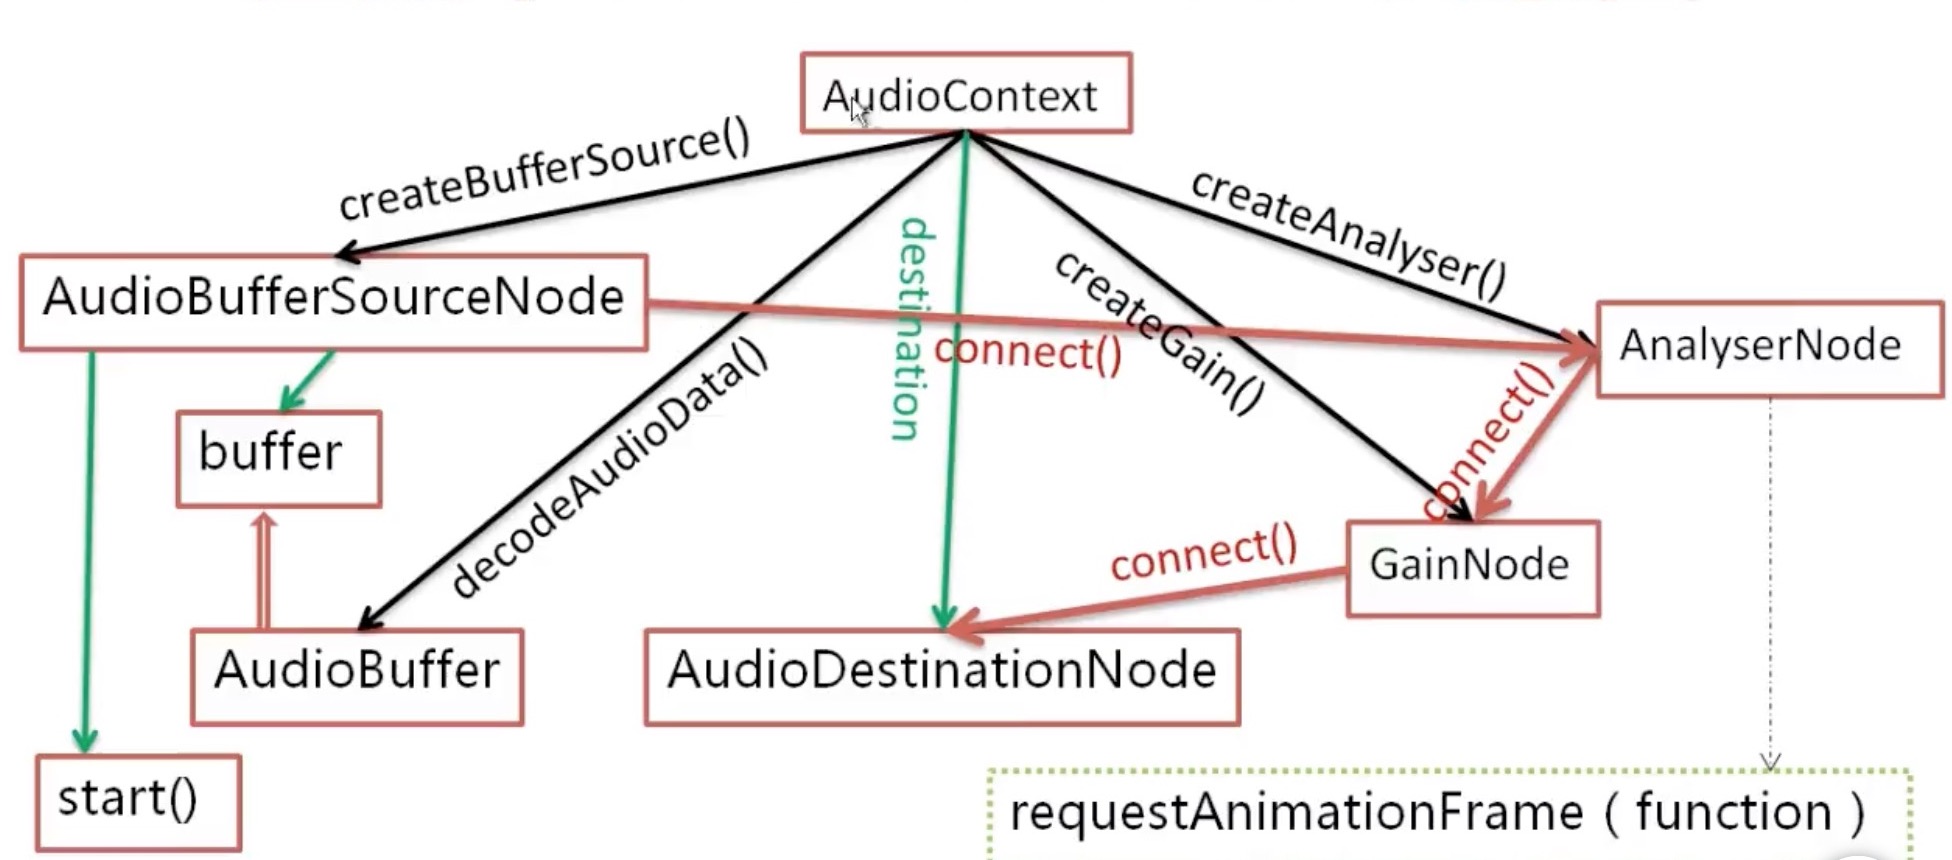 AudioContext
createBufferSource()
createAnalyser()
destination
createGain()
AudioBufferSourceNode
connect()
AnalyserNode
decodeAudioData()
connect()
buffer
connect()
GainNode
AudioBuffer
AudioDestinationNode
start()
requestAnimationFrame ( function )